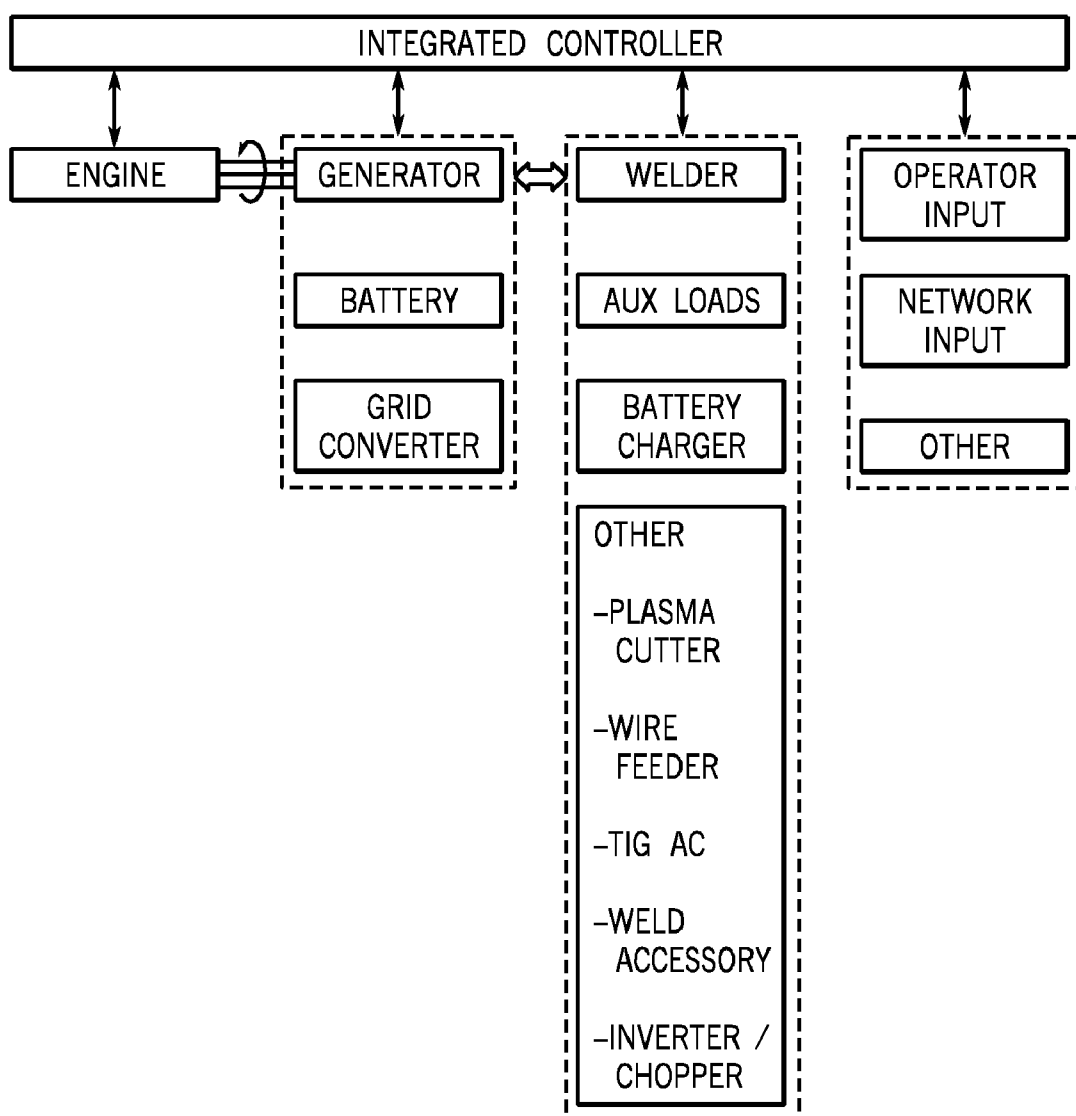 INTEGRATED CONTROLLER
ENGINE
GENERATOR
WELDER
OPERATOR
INPUT
BATTERY
AUX LOADS
NETWORK
INPUT
GRID
CONVERTER
BATTERY
CHARGER
OTHER
OTHER
–PLASMA
CUTTER
–WIRE
FEEDER
–TIG AC
–WELD
ACCESSORY
–INVERTER /
CHOPPER